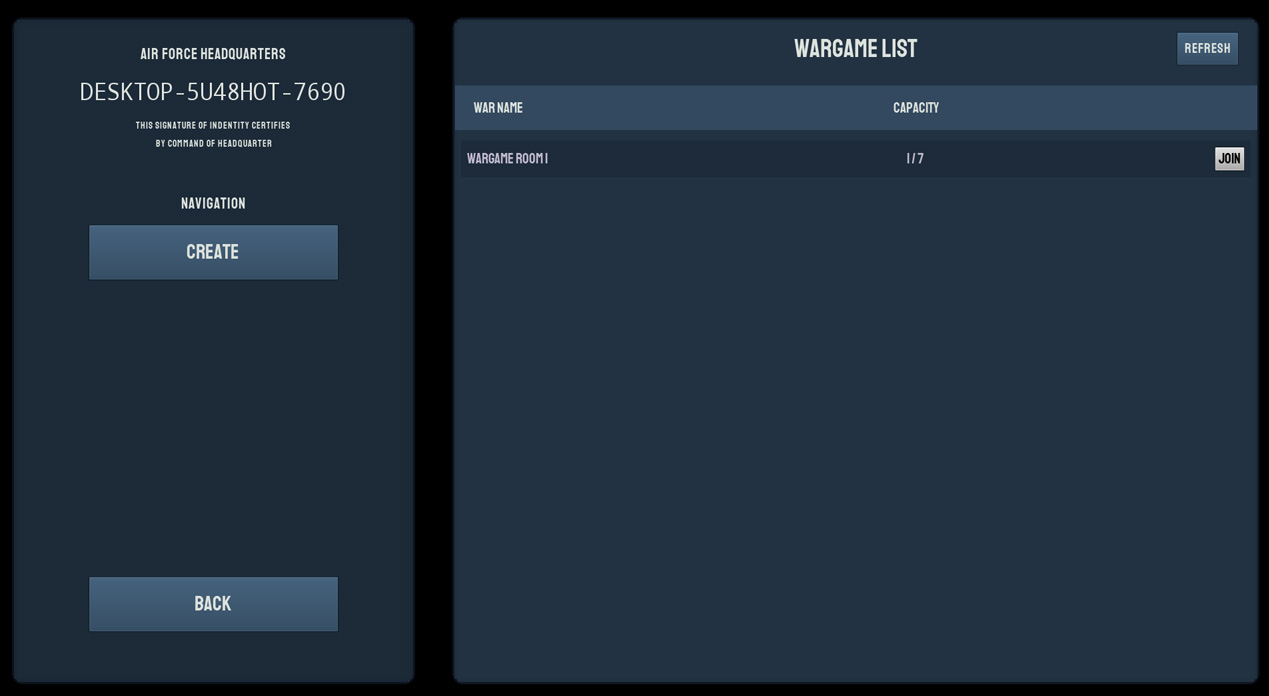 AIR FORCE HEADQUARTERS
DESKTOP-5U48HOT-7690
THIS SIGNATURE OF INDENTITY CERTIFIES
BY COMMAND OF HEADQUARTER
NAVIGATION
CREATE
BACK
WARGAME LIST
REFRESH
WAR NAME CAPACITY
WARGAME ROOM 1 1 / 7 JOIN